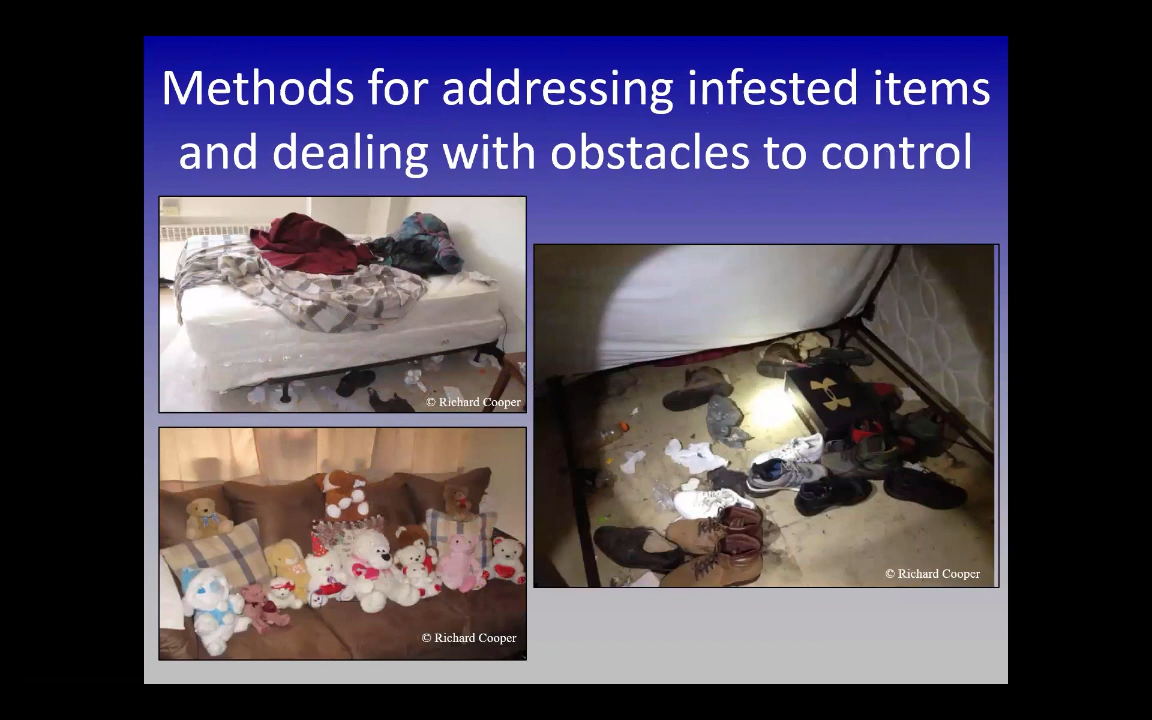 Methods for addressing infested items
and dealing with obstacles to control
© Richard Cooper
© Richard Cooper
© Richard Cooper